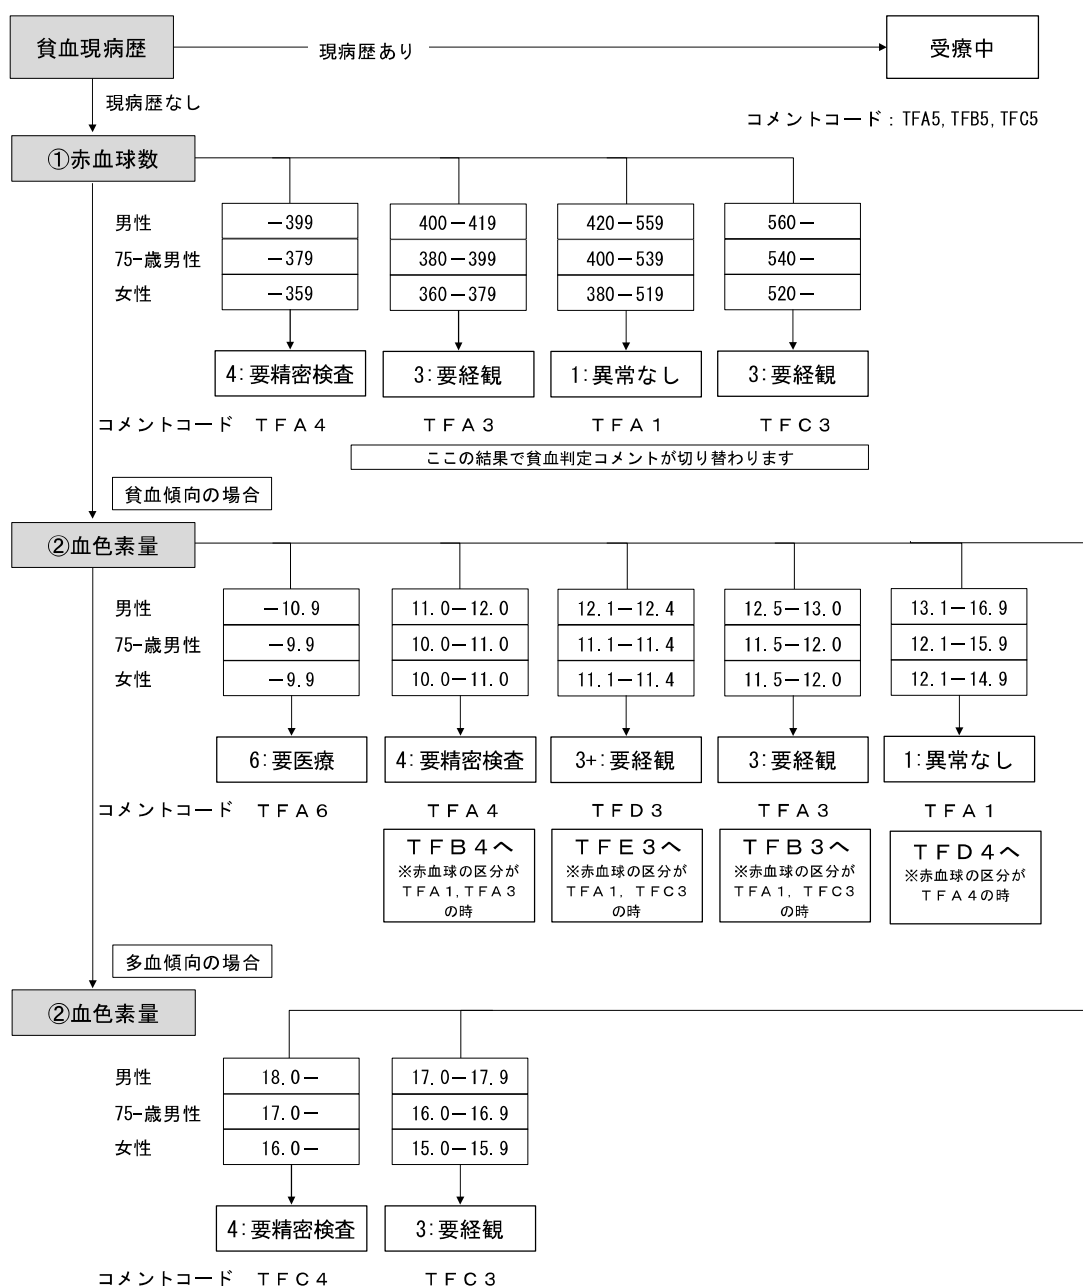 貧血現病歴
現病歴あり
受療中
現病歴なし
コメントコード：TFA5, TFB5, TFC5
①赤血球数
男性 －399 400－419 420－559 560－
75-歳男性 －379 380－399 400－539 540－
女性 －359 360－379 380－519 520－
4:要精密検査 3:要経観 1:異常なし 3:要経観
コメントコード ＴＦＡ４ ＴＦＡ３ ＴＦＡ１ ＴＦＣ３
ここの結果で貧血判定コメントが切り替わります
貧血傾向の場合
②血色素量
男性 －10.9 11.0－12.0 12.1－12.4 12.5－13.0 13.1－16.9
75-歳男性 －9.9 10.0－11.0 11.1－11.4 11.5－12.0 12.1－15.9
女性 －9.9 10.0－11.0 11.1－11.4 11.5－12.0 12.1－14.9
6:要医療 4:要精密検査 3+:要経観 3:要経観 1:異常なし
コメントコード ＴＦＡ６ ＴＦＡ４ ＴＦＤ３ ＴＦＡ３ ＴＦＡ１
ＴＦＢ４へ
※赤血球の区分が
ＴＦＡ１,ＴＦＡ３
の時
ＴＦＥ３へ
※赤血球の区分が
ＴＦＡ１, ＴＦＣ３
の時
ＴＦＢ３へ
※赤血球の区分が
ＴＦＡ１, ＴＦＣ３
の時
ＴＦＤ４へ
※赤血球の区分が
ＴＦＡ４の時
多血傾向の場合
②血色素量
男性 18.0－ 17.0－17.9
75-歳男性 17.0－ 16.0－16.9
女性 16.0－ 15.0－15.9
4:要精密検査 3:要経観
コメントコード ＴＦＣ４ ＴＦＣ３